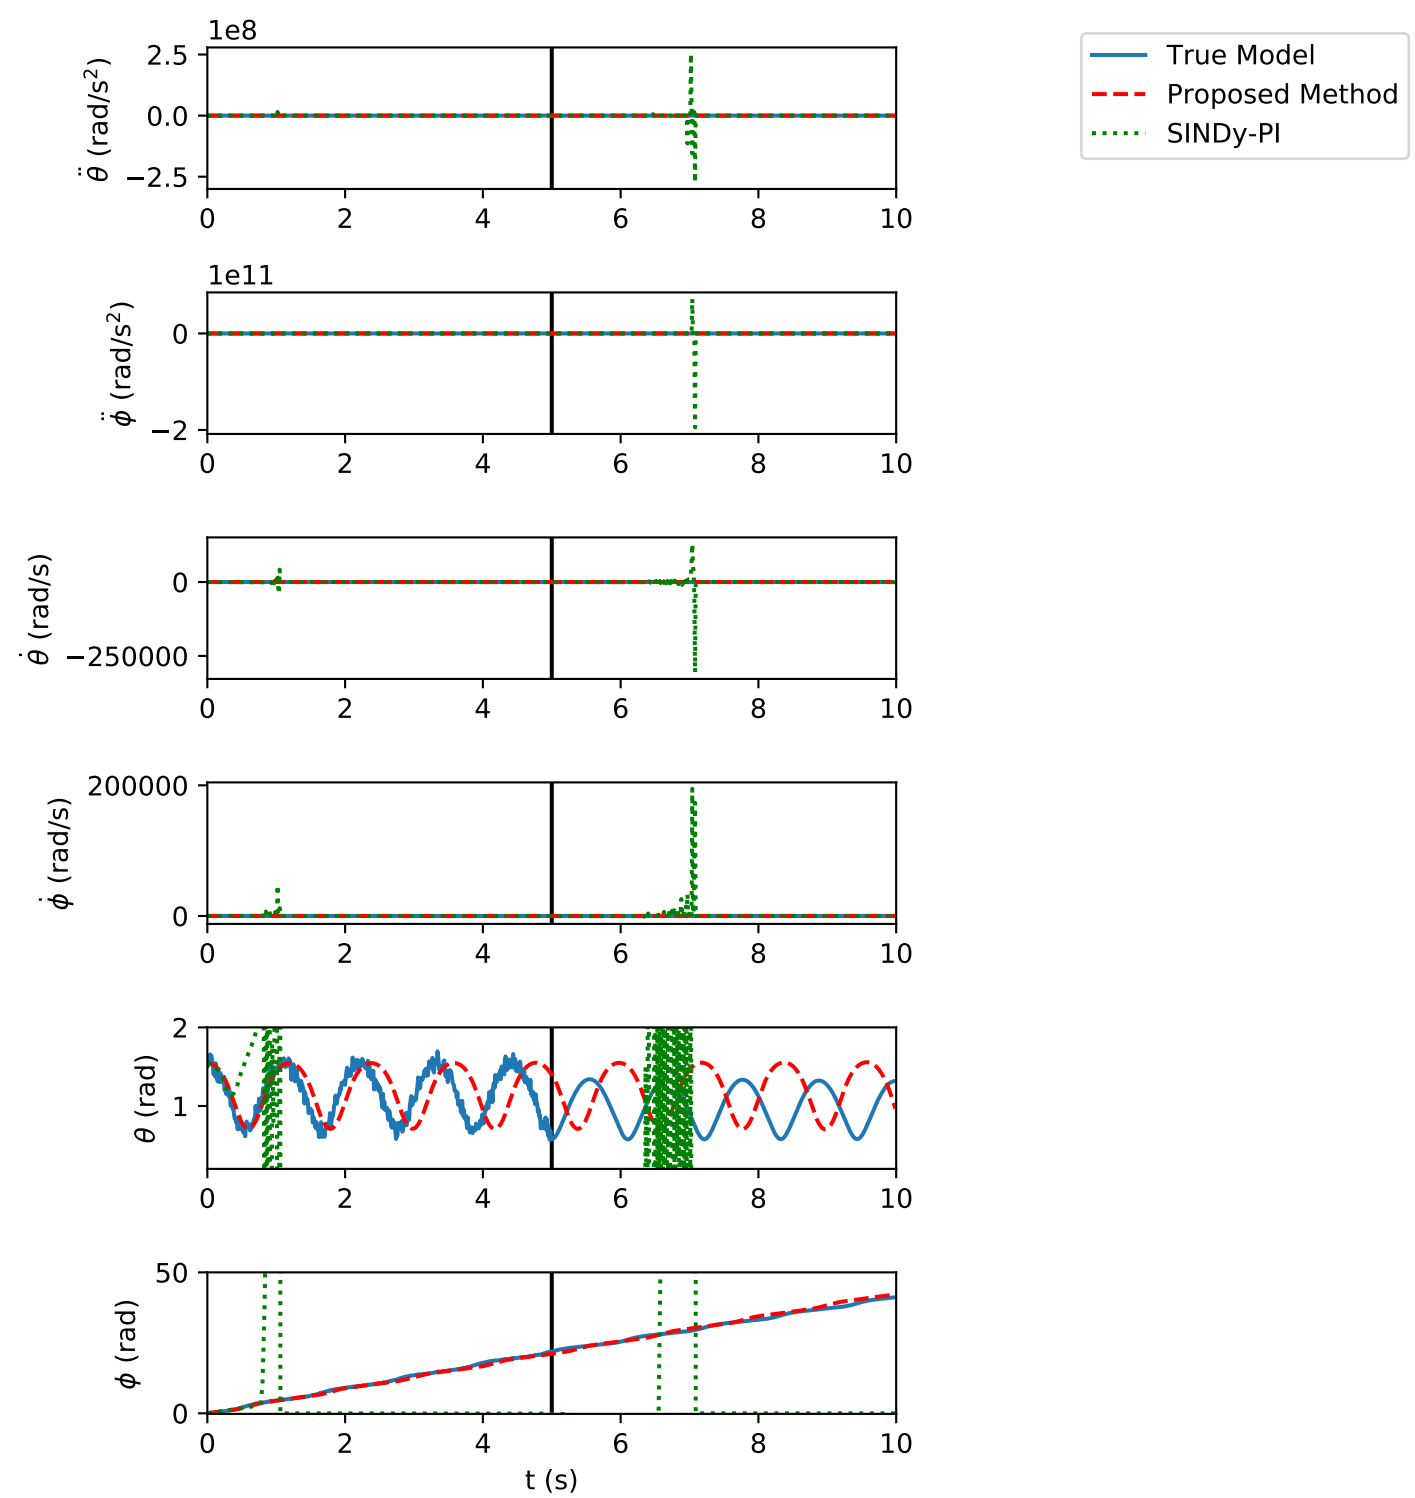 True Model
Proposed Method
SINDy-PI
1e8
2.5
0.0
−2.5
θ̈ (rad/s²)
0 2 4 6 8 10
1e11
0
−2
ϕ̈ (rad/s²)
0 2 4 6 8 10
0
−250000
θ̇ (rad/s)
0 2 4 6 8 10
200000
0
ϕ̇ (rad/s)
0 2 4 6 8 10
2
1
θ (rad)
0 2 4 6 8 10
50
0
ϕ (rad)
0 2 4 6 8 10
t (s)